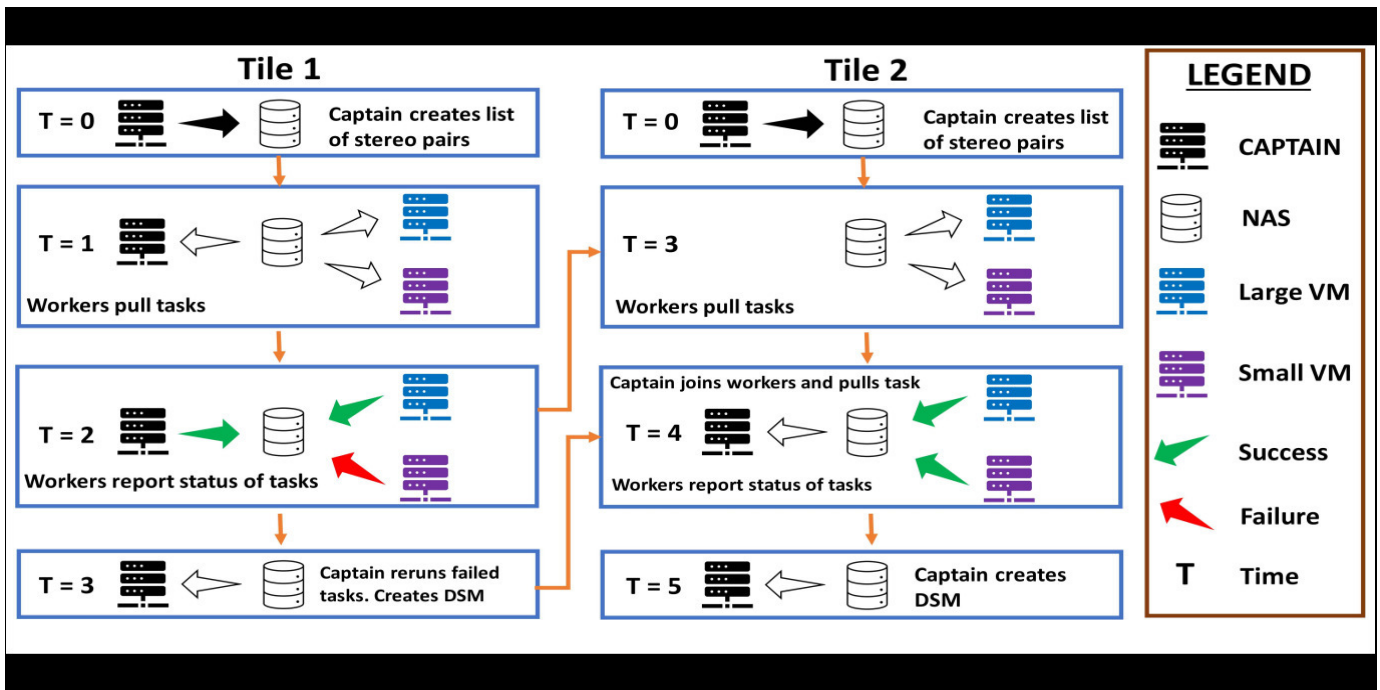 Tile 1
T = 0
Captain creates list
of stereo pairs
T = 1
Workers pull tasks
T = 2
Workers report status of tasks
T = 3
Captain reruns failed
tasks. Creates DSM
Tile 2
T = 0
Captain creates list
of stereo pairs
T = 3
Workers pull tasks
Captain joins workers and pulls task
T = 4
Workers report status of tasks
T = 5
Captain creates
DSM
LEGEND
CAPTAIN
NAS
Large VM
Small VM
Success
Failure
T Time